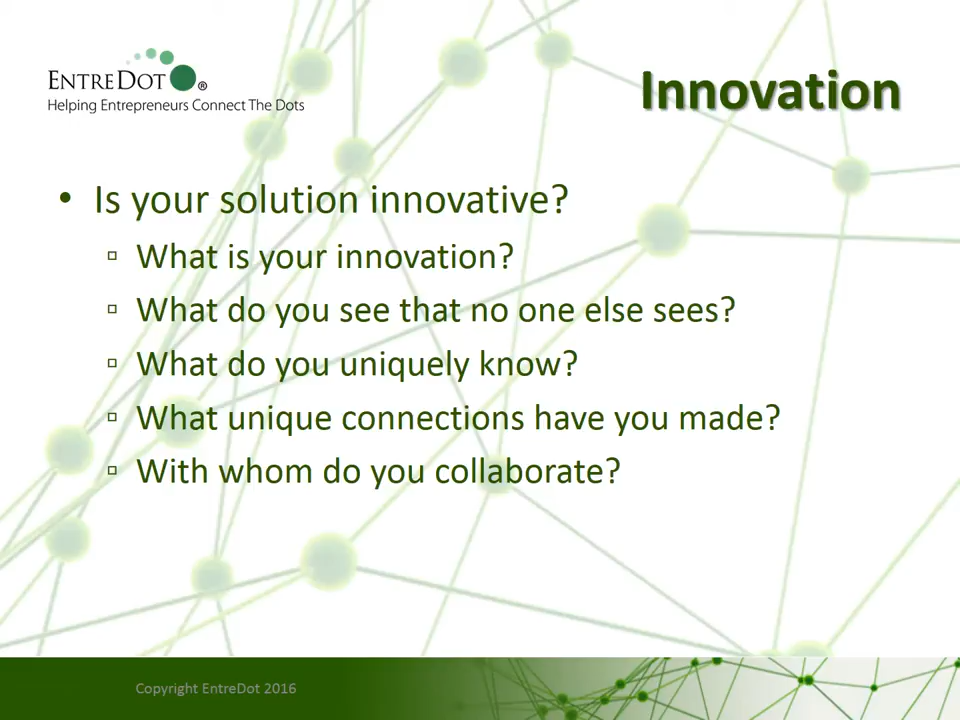 ENTREDOT®
Helping Entrepreneurs Connect The Dots
Innovation
• Is your solution innovative?
▫ What is your innovation?
▫ What do you see that no one else sees?
▫ What do you uniquely know?
▫ What unique connections have you made?
▫ With whom do you collaborate?
Copyright EntreDot 2016